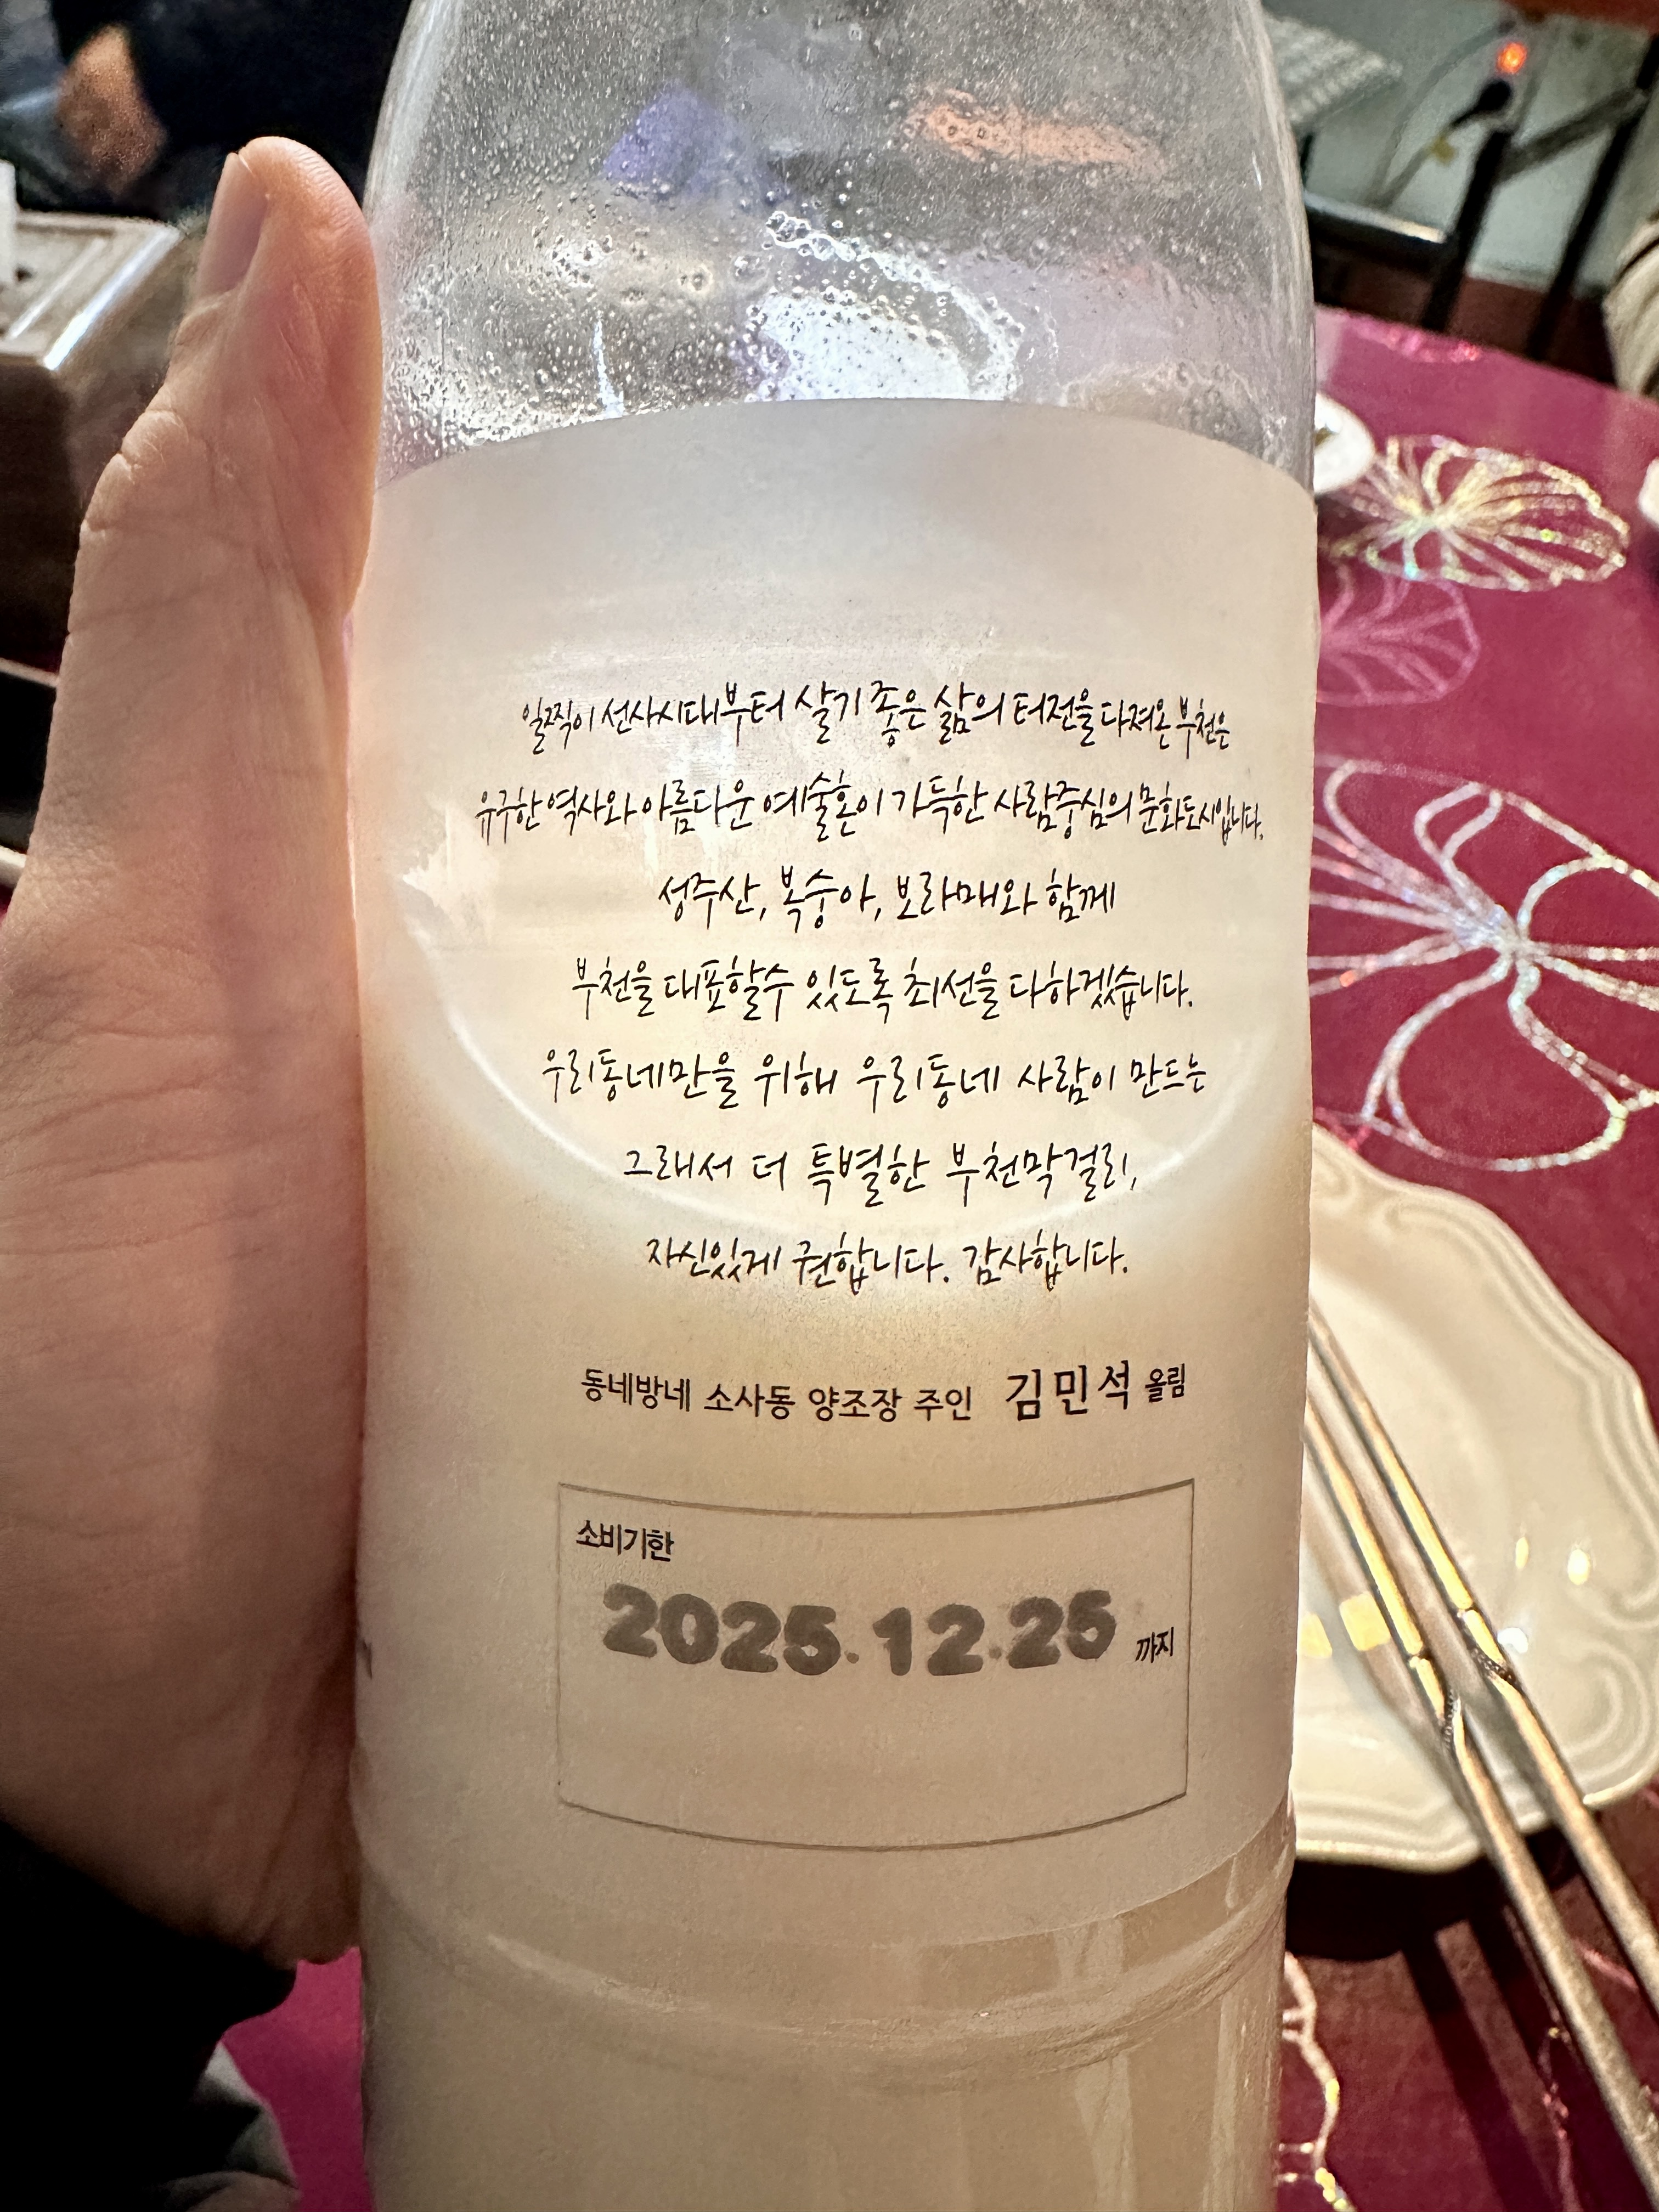 일찍이 선사시대부터 살기 좋은 삶의 터전을 다져온 부천은
유구한 역사와 아름다운 예술혼이 가득한 사람중심의 문화도시입니다.
성주산, 복숭아, 보라매와 함께
부천을 대표할수 있도록 최선을 다하겠습니다.
우리동네만을 위해 우리동네 사람이 만드는
그래서 더 특별한 부천막걸리,
자신있게 권합니다. 감사합니다.
동네방네 소사동 양조장 주인 김민석 올림
소비기한
2025.12.25 까지